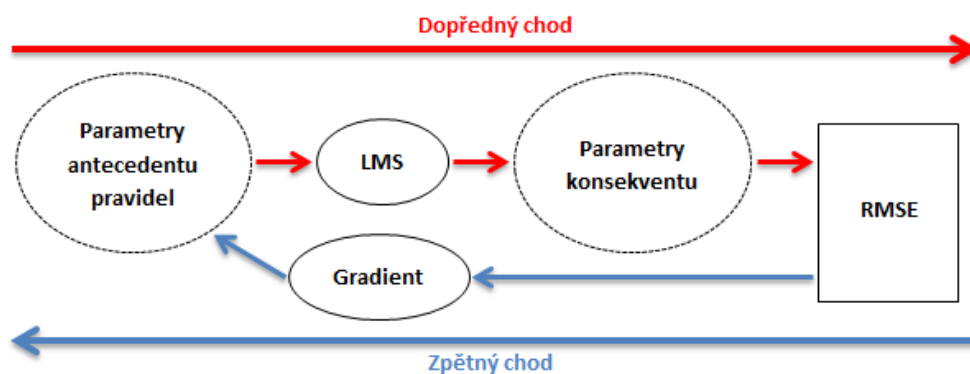 Dopředný chod
Parametry
antecedentu
pravidel
LMS
Parametry
konsekventu
RMSE
Gradient
Zpětný chod